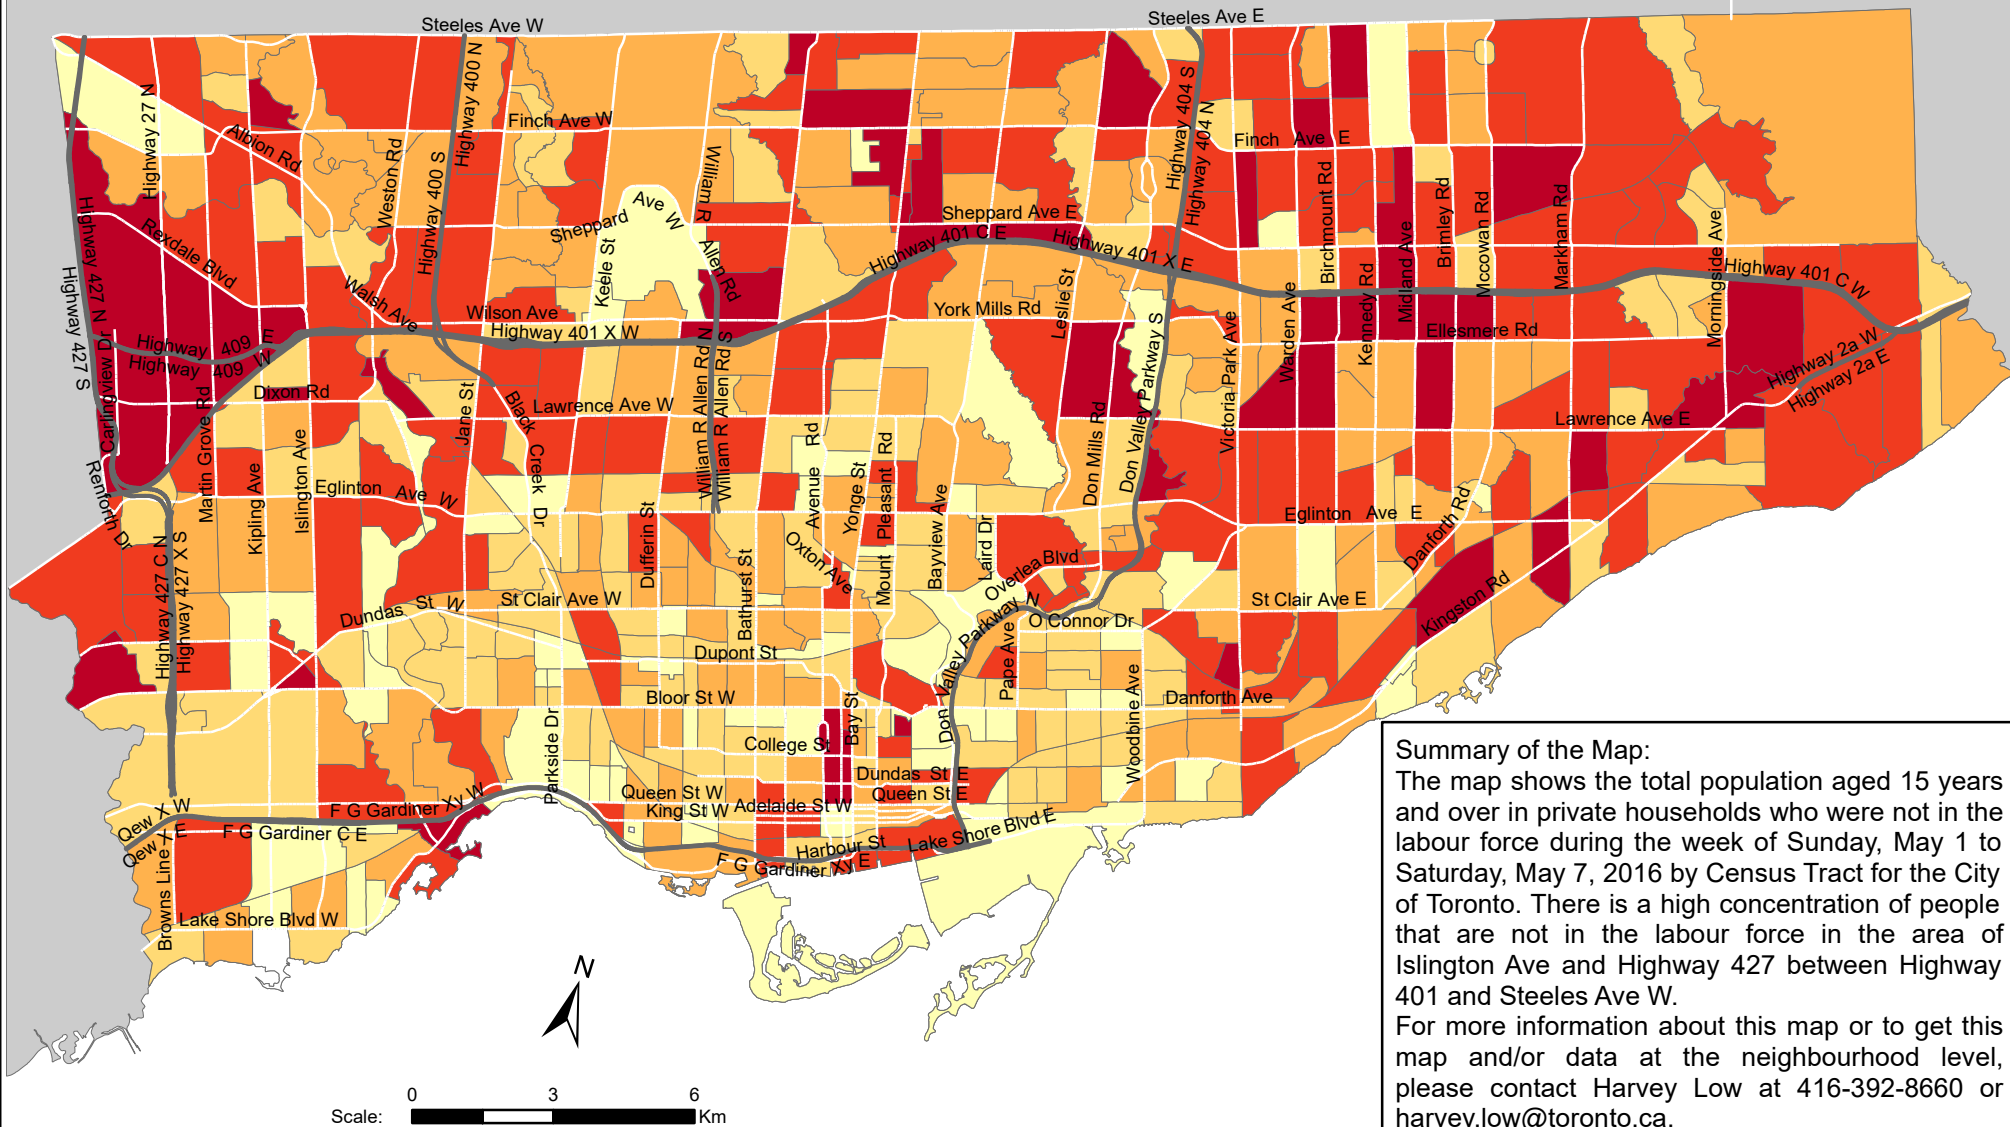 Steeles Ave W
Steeles Ave E
Highway 400 N
Highway 404 S
Highway 404 N
Highway 27 N
Finch Ave W
Finch Ave E
Albion Rd
Weston Rd
Highway 400 S
William R
Allen Rd
Sheppard Ave W
Keele St
Sheppard Ave E
Birchmount Rd
Midland Ave
Brimley Rd
Mccowan Rd
Markham Rd
Morningside Ave
Highway 427 N
Highway 427 S
Rexdale Blvd
Walsh Ave
Highway 401 C E
Highway 401 X E
Highway 401 C W
Wilson Ave
Highway 401 X W
York Mills Rd
Leslie St
Warden Ave
Kennedy Rd
Ellesmere Rd
Highway 409 E
Highway 409 W
Carlingview Dr
Dixon Rd
Martin Grove Rd
Jane St
Black Creek Dr
Lawrence Ave W
William R Allen Rd N
William R Allen Rd S
Don Mills Rd
Don Valley Parkway S
Victoria Park Ave
Lawrence Ave E
Highway 2a W
Highway 2a E
Renforth Dr
Kipling Ave
Islington Ave
Eglinton Ave W
Dufferin St
Avenue Rd
Yonge St
Mount Pleasant Rd
Bayview Ave
Laird Dr
Eglinton Ave E
Danforth Rd
Highway 427 C N
Highway 427 X S
Bathurst St
Oxton Ave
Overlea Blvd
Dundas St W
St Clair Ave W
St Clair Ave E
Kingston Rd
Don Valley Parkway N
O Connor Dr
Pape Ave
Dupont St
Bloor St W
Danforth Ave
Woodbine Ave
Parkside Dr
Bay St
College St
Dundas St E
Queen St W
Queen St E
King St W
Adelaide St W
Qew X W
Qew X E
F G Gardiner Xy W
F G Gardiner C E
Harbour St
Lake Shore Blvd E
F G Gardiner Xy E
Browns Line
Lake Shore Blvd W
N
0 3 6
Scale: Km
Summary of the Map:
The map shows the total population aged 15 years
and over in private households who were not in the
labour force during the week of Sunday, May 1 to
Saturday, May 7, 2016 by Census Tract for the City
of Toronto. There is a high concentration of people
that are not in the labour force in the area of
Islington Ave and Highway 427 between Highway
401 and Steeles Ave W.
For more information about this map or to get this
map and/or data at the neighbourhood level,
please contact Harvey Low at 416-392-8660 or
harvey.low@toronto.ca.